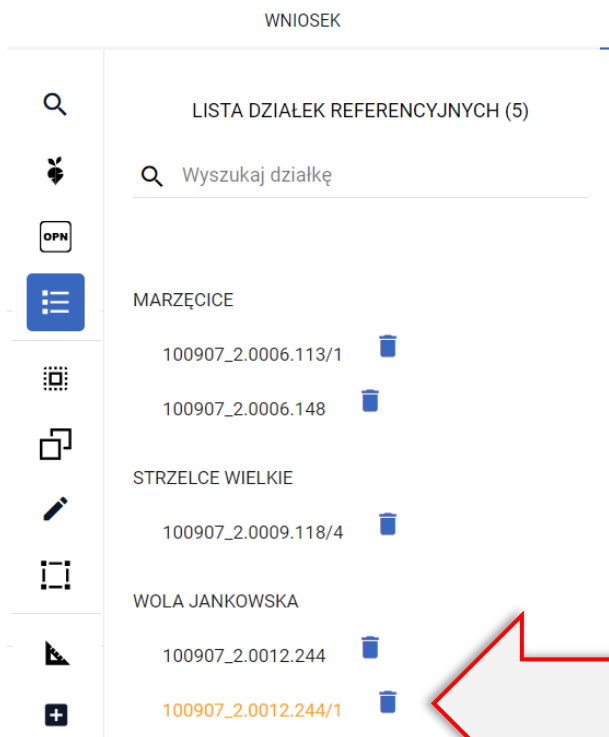 WNIOSEK
LISTA DZIAŁEK REFERENCYJNYCH (5)
Wyszukaj działkę
OPN
MARZĘCICE
100907_2.0006.113/1
100907_2.0006.148
STRZELCE WIELKIE
100907_2.0009.118/4
WOLA JANKOWSKA
100907_2.0012.244
100907_2.0012.244/1